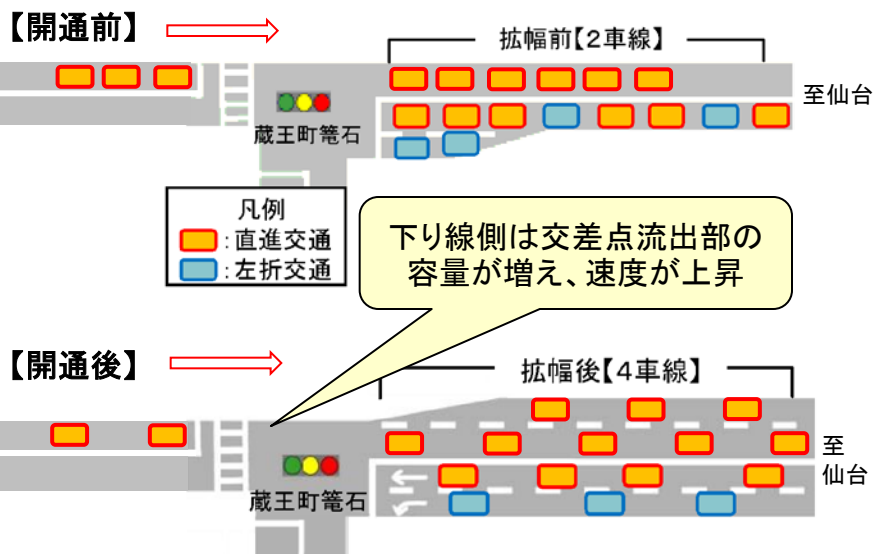 【開通前】
拡幅前【2車線】
至仙台
蔵王町篭石
凡例
:直進交通
:左折交通
下り線側は交差点流出部の
容量が増え、速度が上昇
【開通後】
拡幅後【4車線】
至
仙台
蔵王町篭石